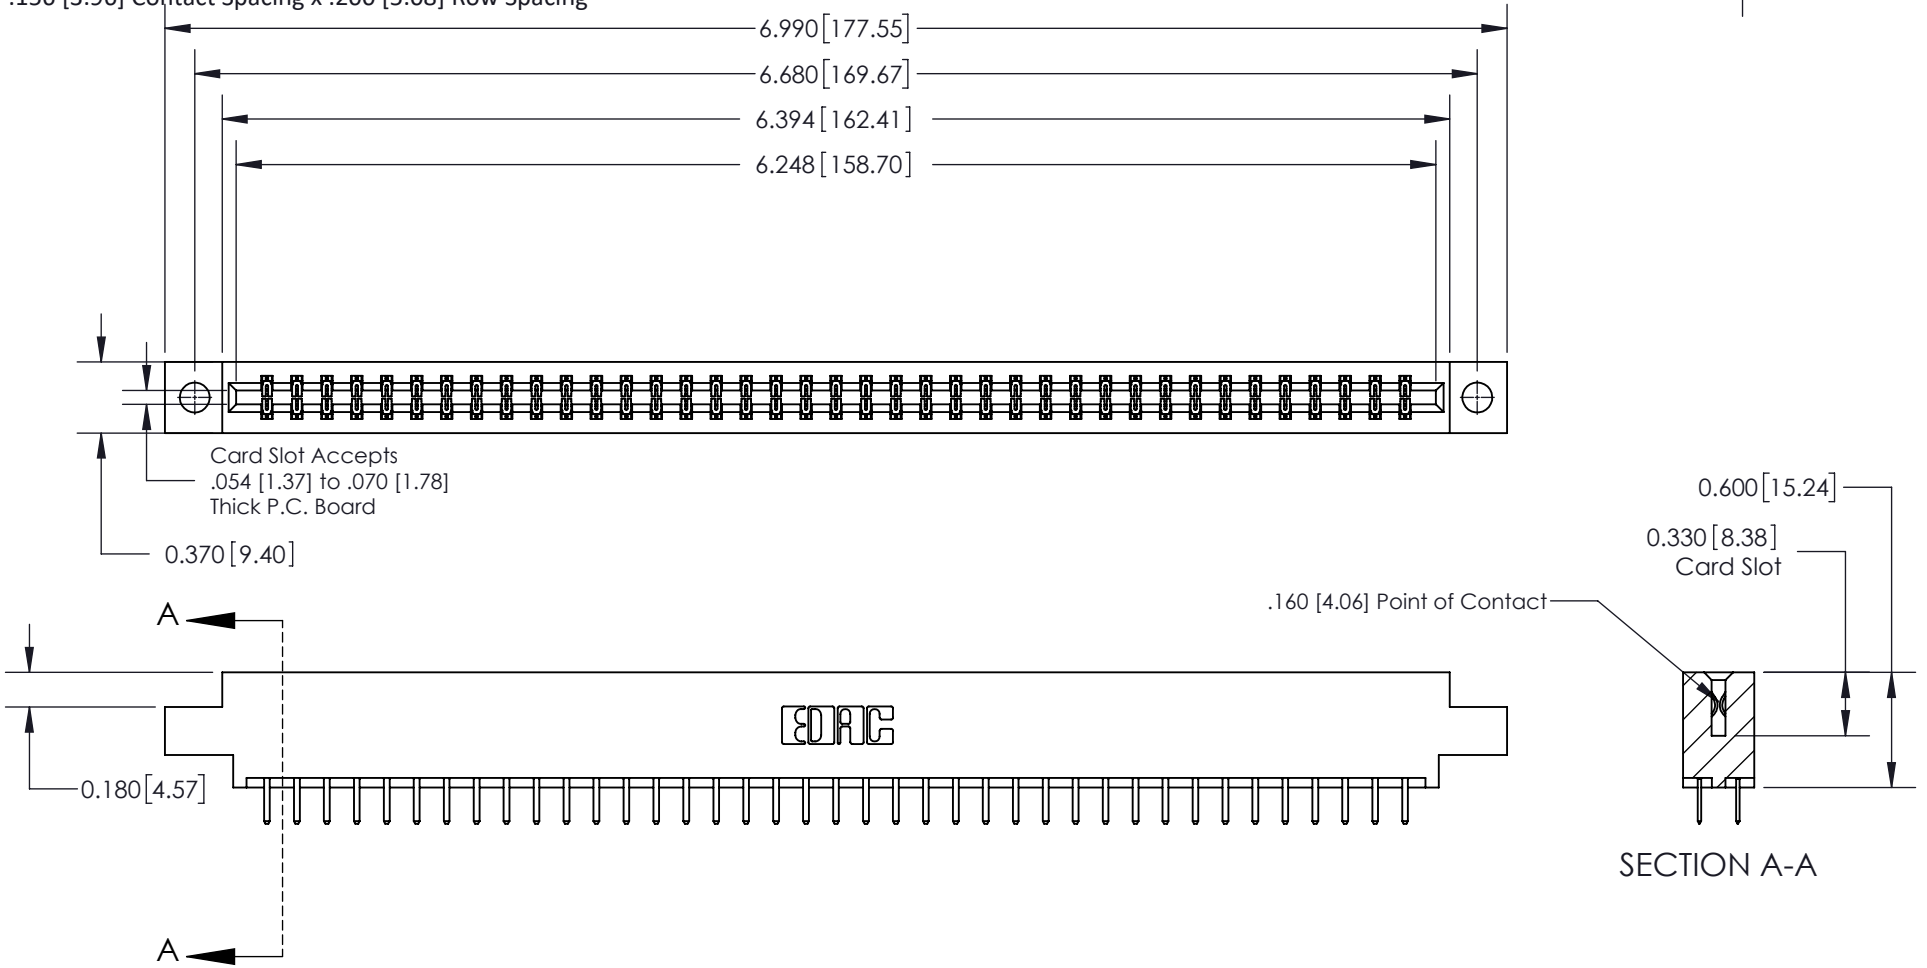 .156 [3.96] Contact Spacing x .200 [5.08] Row Spacing
6.990[177.55]
6.680[169.67]
6.394[162.41]
6.248[158.70]
Card Slot Accepts
.054 [1.37] to .070 [1.78]
Thick P.C. Board
0.370[9.40]
0.600[15.24]
0.330[8.38]
Card Slot
.160 [4.06] Point of Contact
A
EDAC
0.180[4.57]
SECTION A-A
A